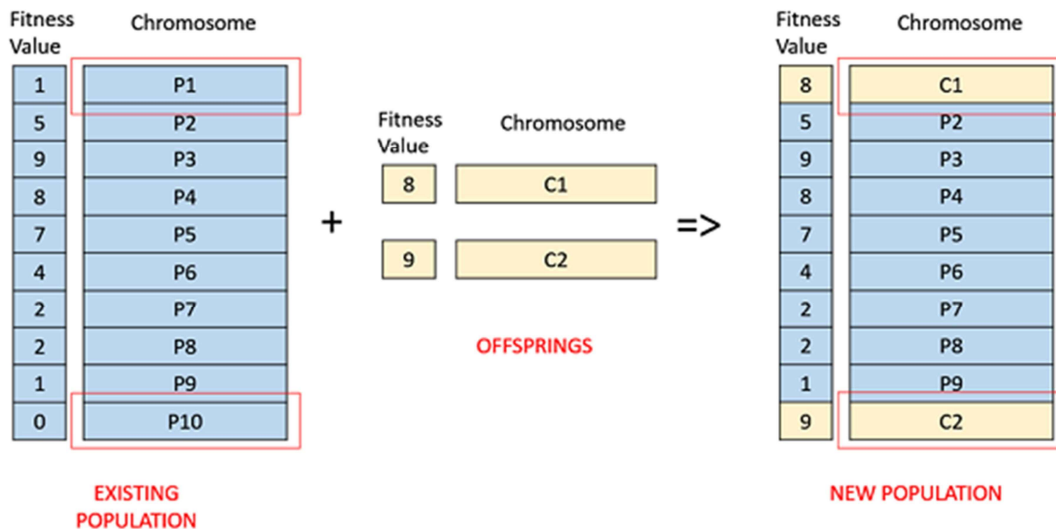 Fitness
Value
Chromosome
1 P1
5 P2
9 P3
8 P4
7 P5
4 P6
2 P7
2 P8
1 P9
0 P10
EXISTING
POPULATION
+
Fitness
Value
Chromosome
8 C1
9 C2
OFFSPRINGS
=>
Fitness
Value
Chromosome
8 C1
5 P2
9 P3
8 P4
7 P5
4 P6
2 P7
2 P8
1 P9
9 C2
NEW POPULATION